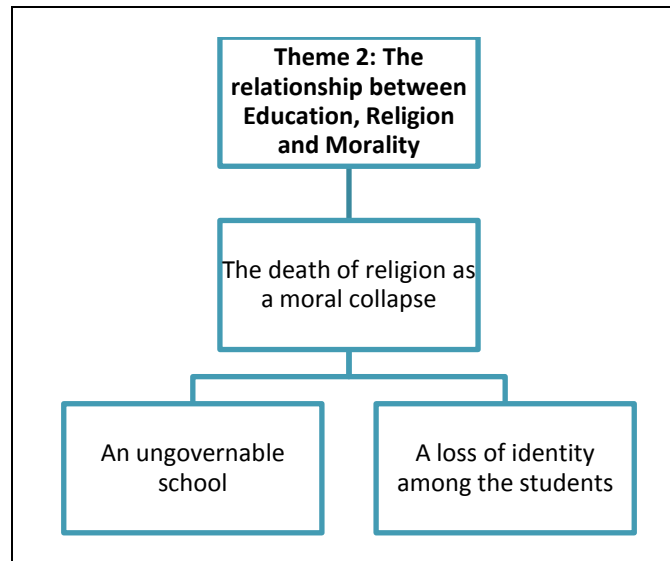 Theme 2: The
relationship between
Education, Religion
and Morality
The death of religion as
a moral collapse
An ungovernable
school
A loss of identity
among the students